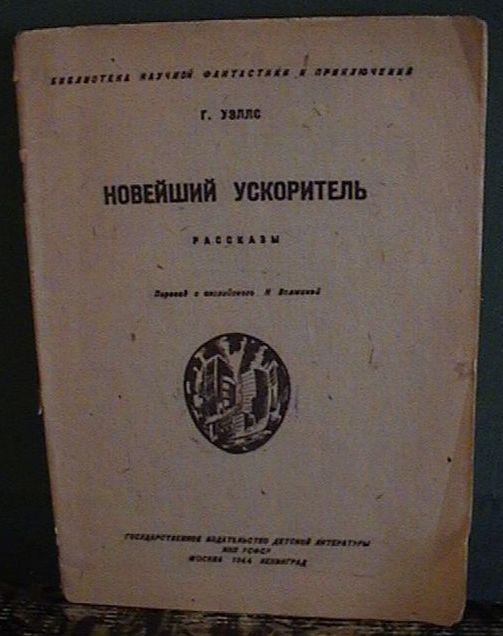 БИБЛИОТЕКА НАУЧНОЙ ФАНТАСТИКИ И ПРИКЛЮЧЕНИЙ
Г. УЭЛЛС
НОВЕЙШИЙ УСКОРИТЕЛЬ
РАССКАЗЫ
Перевод с английского Н
ГОСУДАРСТВЕННОЕ ИЗДАТЕЛЬСТВО ДЕТСКОЙ ЛИТЕРАТУРЫ
НКП РСФСР
МОСКВА 1944 ЛЕНИНГРАД